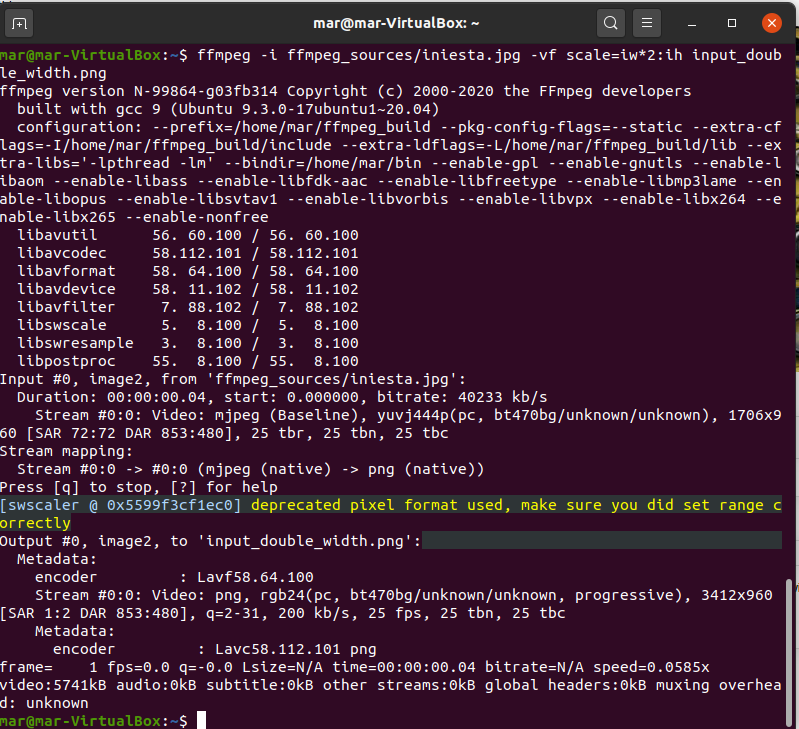 mar@mar-VirtualBox: ~
mar@mar-VirtualBox:~$ ffmpeg -i ffmpeg_sources/iniesta.jpg -vf scale=iw*2:ih input_doub
le_width.png
ffmpeg version N-99864-g03fb314 Copyright (c) 2000-2020 the FFmpeg developers
  built with gcc 9 (Ubuntu 9.3.0-17ubuntu1~20.04)
  configuration: --prefix=/home/mar/ffmpeg_build --pkg-config-flags=--static --extra-cf
lags=-I/home/mar/ffmpeg_build/include --extra-ldflags=-L/home/mar/ffmpeg_build/lib --ex
tra-libs='-lpthread -lm' --bindir=/home/mar/bin --enable-gpl --enable-gnutls --enable-l
ibaom --enable-libass --enable-libfdk-aac --enable-libfreetype --enable-libmp3lame --en
able-libopus --enable-libsvtav1 --enable-libvorbis --enable-libvpx --enable-libx264 --e
nable-libx265 --enable-nonfree
  libavutil      56. 60.100 / 56. 60.100
  libavcodec     58.112.101 / 58.112.101
  libavformat    58. 64.100 / 58. 64.100
  libavdevice    58. 11.102 / 58. 11.102
  libavfilter     7. 88.102 /  7. 88.102
  libswscale      5.  8.100 /  5.  8.100
  libswresample   3.  8.100 /  3.  8.100
  libpostproc    55.  8.100 / 55.  8.100
Input #0, image2, from 'ffmpeg_sources/iniesta.jpg':
  Duration: 00:00:00.04, start: 0.000000, bitrate: 40233 kb/s
    Stream #0:0: Video: mjpeg (Baseline), yuvj444p(pc, bt470bg/unknown/unknown), 1706x9
60 [SAR 72:72 DAR 853:480], 25 tbr, 25 tbn, 25 tbc
Stream mapping:
  Stream #0:0 -> #0:0 (mjpeg (native) -> png (native))
Press [q] to stop, [?] for help
[swscaler @ 0x5599f3cf1ec0] deprecated pixel format used, make sure you did set range c
orrectly
Output #0, image2, to 'input_double_width.png':
  Metadata:
    encoder         : Lavf58.64.100
    Stream #0:0: Video: png, rgb24(pc, bt470bg/unknown/unknown, progressive), 3412x960
[SAR 1:2 DAR 853:480], q=2-31, 200 kb/s, 25 fps, 25 tbn, 25 tbc
    Metadata:
      encoder         : Lavc58.112.101 png
frame=    1 fps=0.0 q=-0.0 Lsize=N/A time=00:00:00.04 bitrate=N/A speed=0.0585x
video:5741kB audio:0kB subtitle:0kB other streams:0kB global headers:0kB muxing overhea
d: unknown
mar@mar-VirtualBox:~$